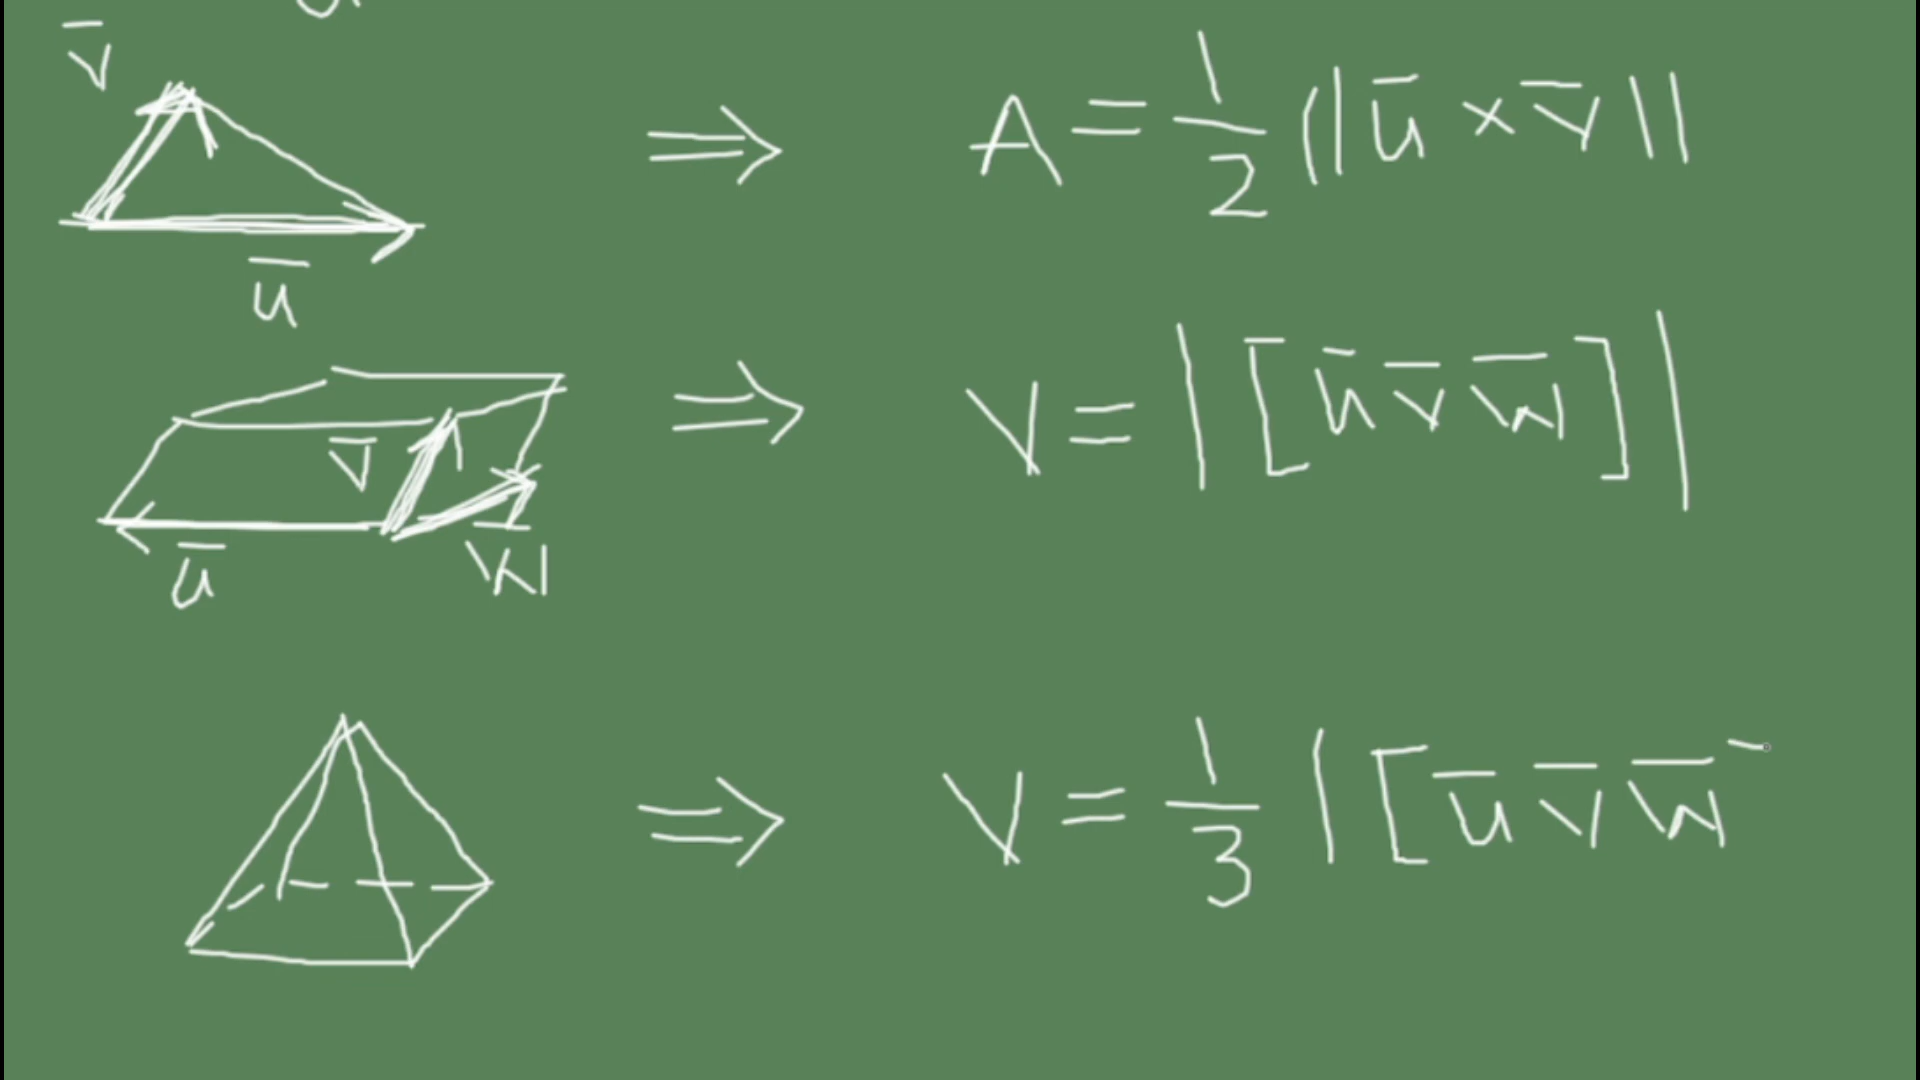 v̅
⇒ A = 1/2 ||u̅ × v̅||
u̅
⇒ V = |[u̅ v̅ w̅]|
v̅
u̅ w̅
⇒ V = 1/3 |[u̅ v̅ w̅